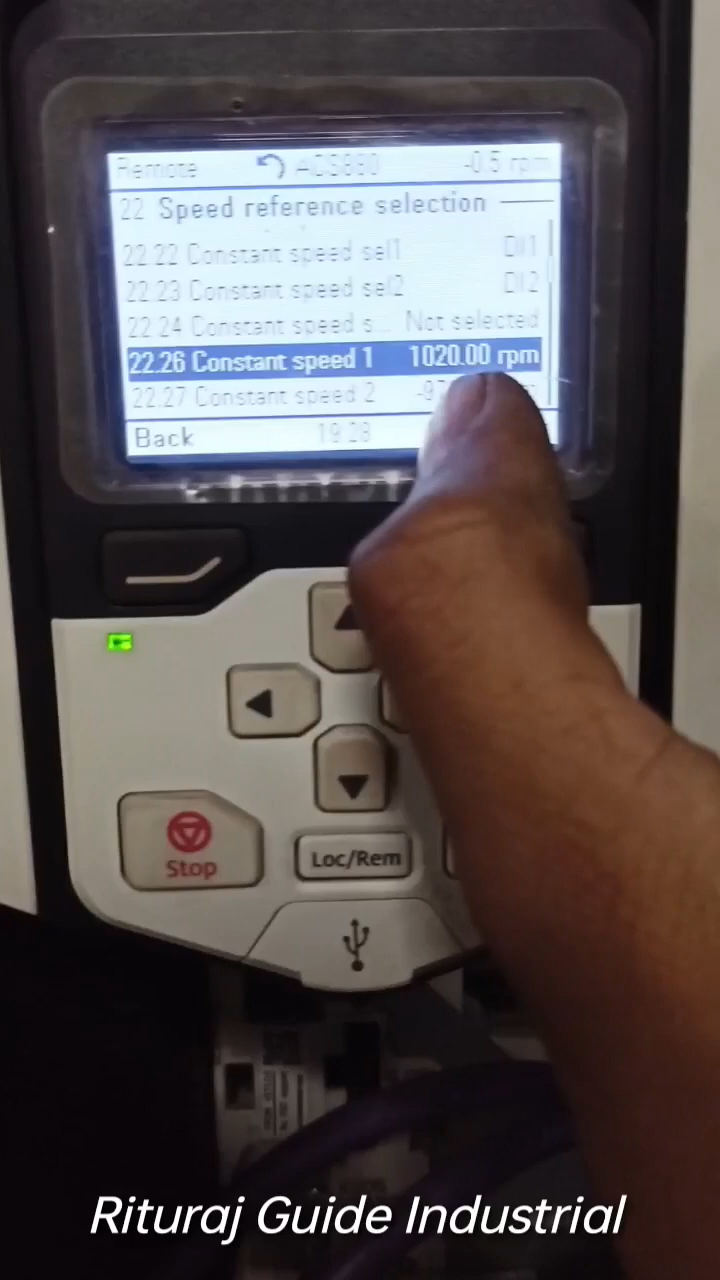 Remote ACS880 -0.5 rpm
22 Speed reference selection
22.22 Constant speed sel1 DI1
22.23 Constant speed sel2 DI2
22.24 Constant speed s... Not selected
22.26 Constant speed 1 1020.00 rpm
22.27 Constant speed 2
Back 19:28
Stop
Loc/Rem
Rituraj Guide Industrial